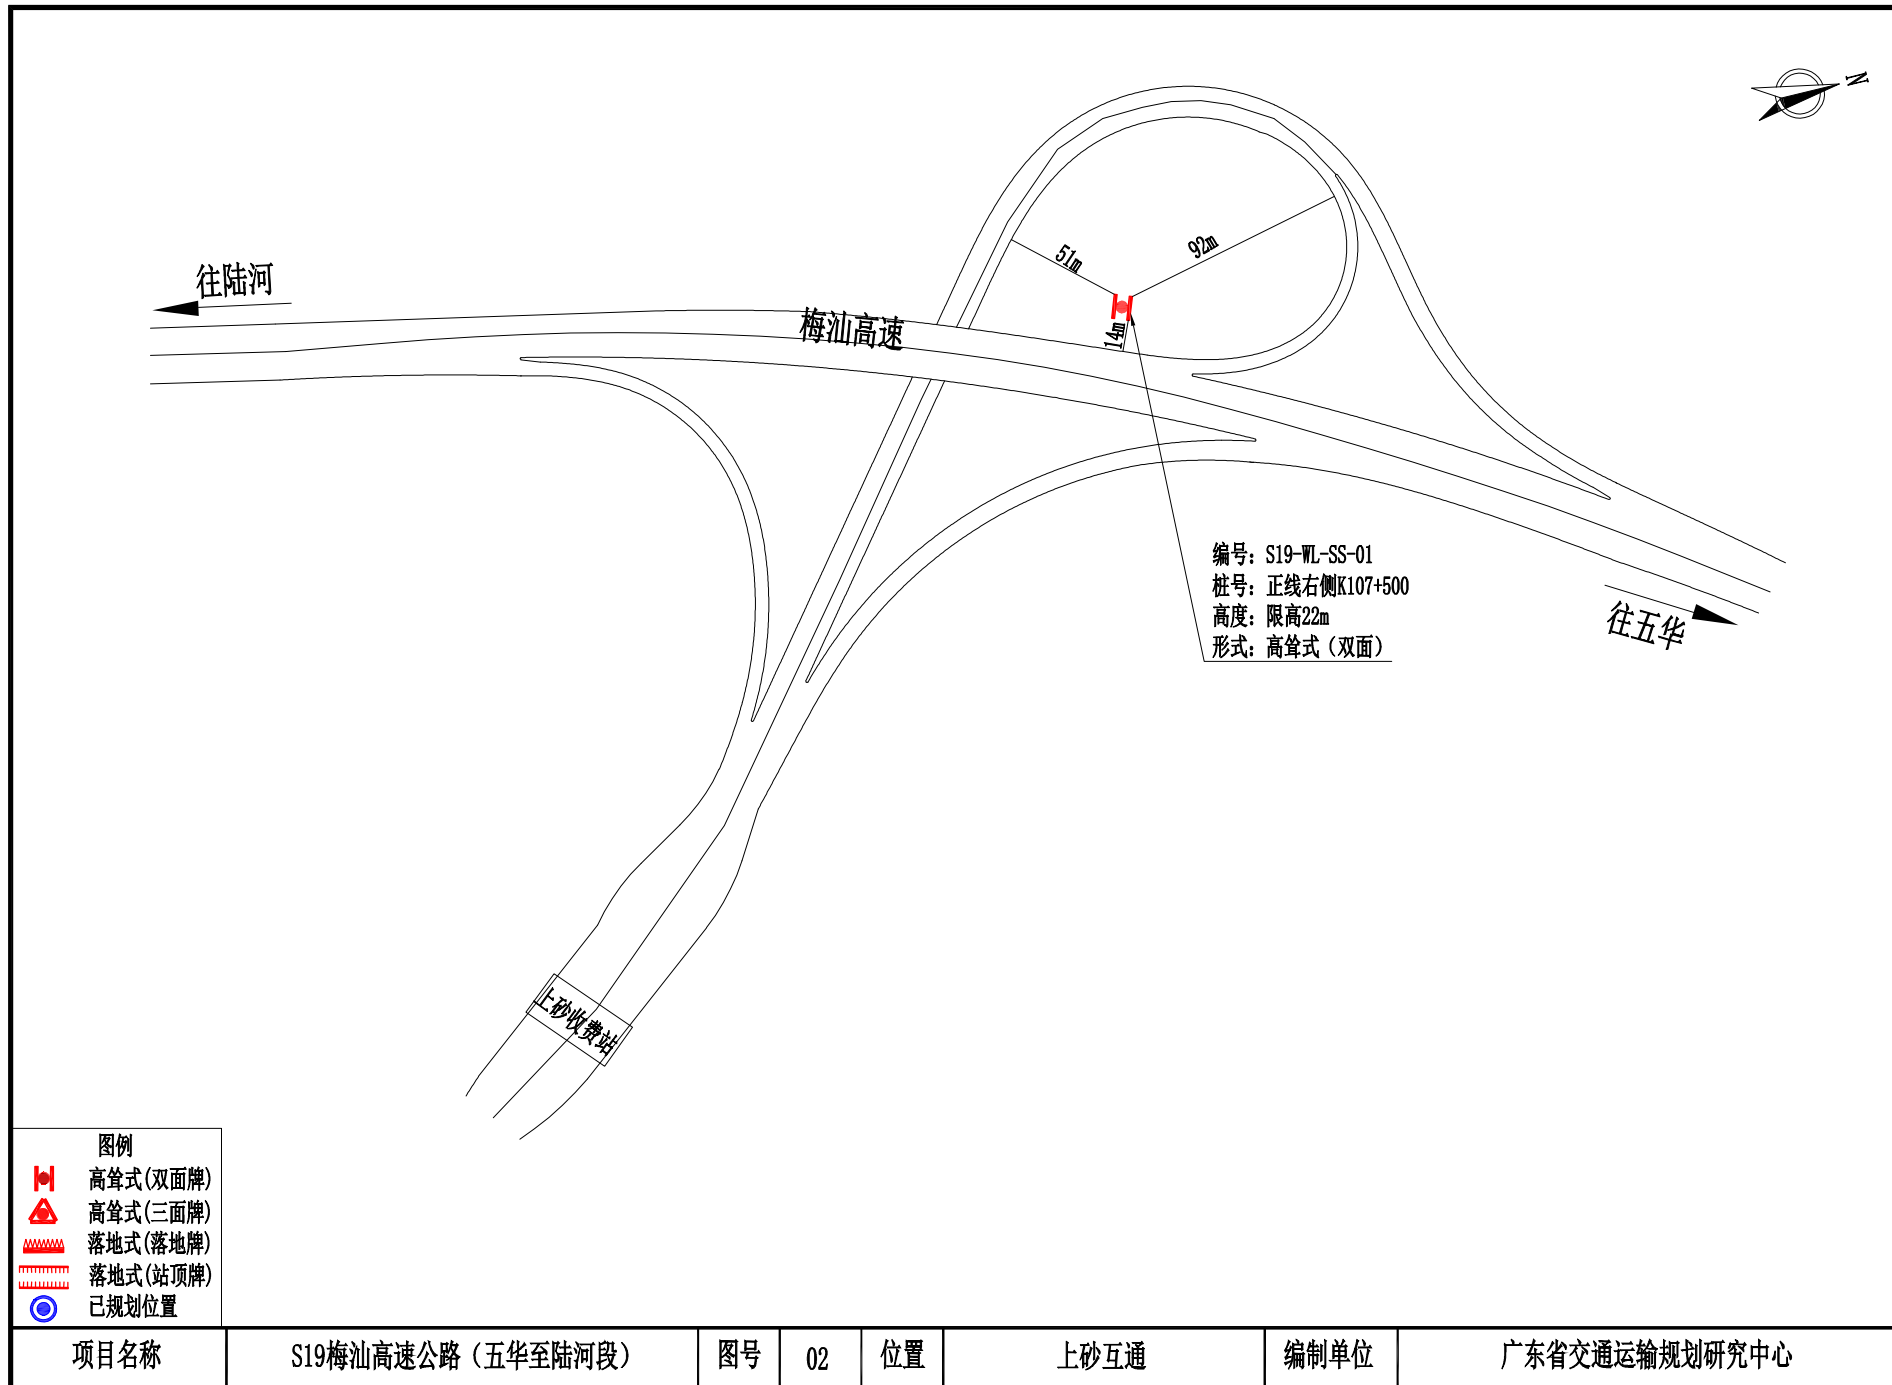 N
往陆河
梅汕高速
51m
92m
14m
编号：S19-WL-SS-01
桩号：正线右侧K107+500
高度：限高22m
形式：高耸式（双面）
往五华
上砂收费站
图例
高耸式(双面牌)
高耸式(三面牌)
落地式(落地牌)
落地式(站顶牌)
已规划位置
项目名称 S19梅汕高速公路（五华至陆河段） 图号 02 位置 上砂互通 编制单位 广东省交通运输规划研究中心